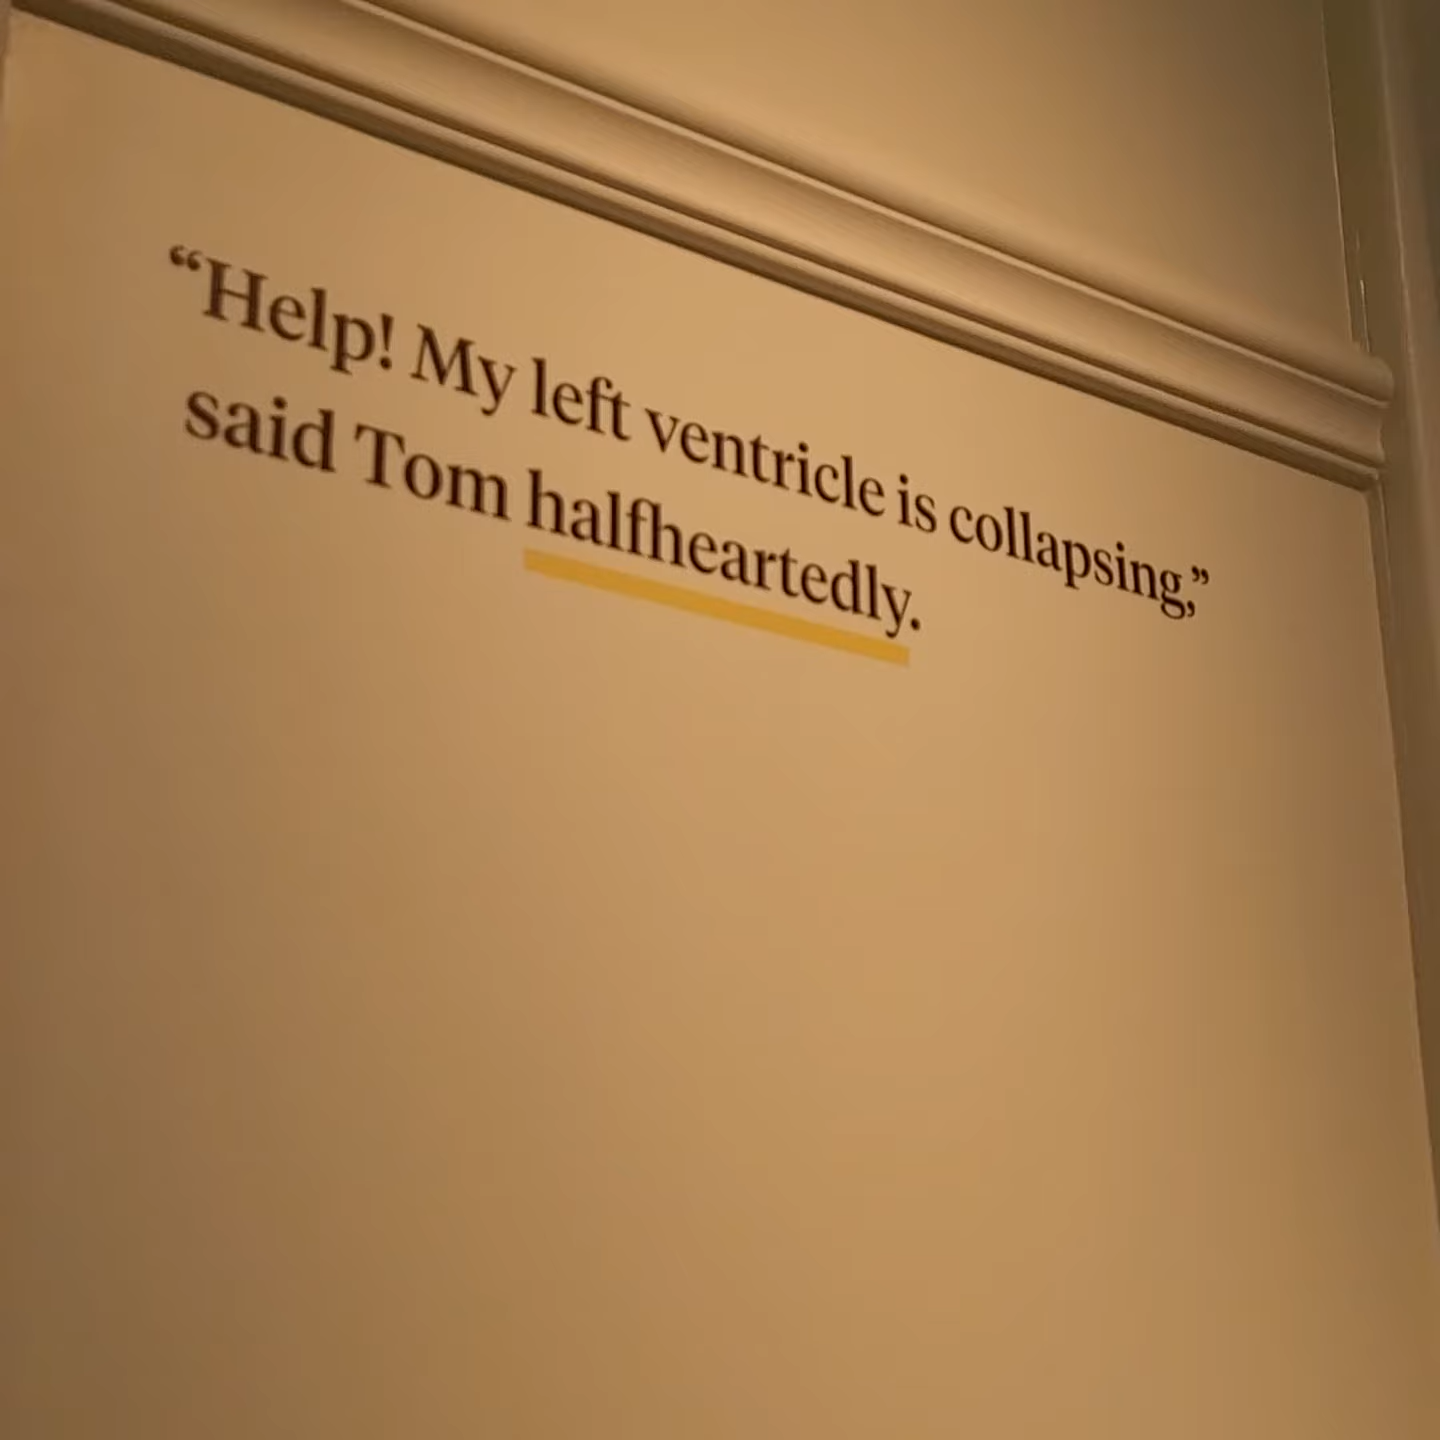 “Help! My left ventricle is collapsing,”
said Tom halfheartedly.